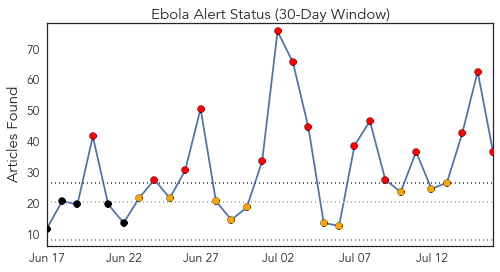 Ebola Alert Status (30-Day Window)
Articles Found
70
60
50
40
30
20
10
Jun 17
Jun 22
Jun 27
Jul 02
Jul 07
Jul 12